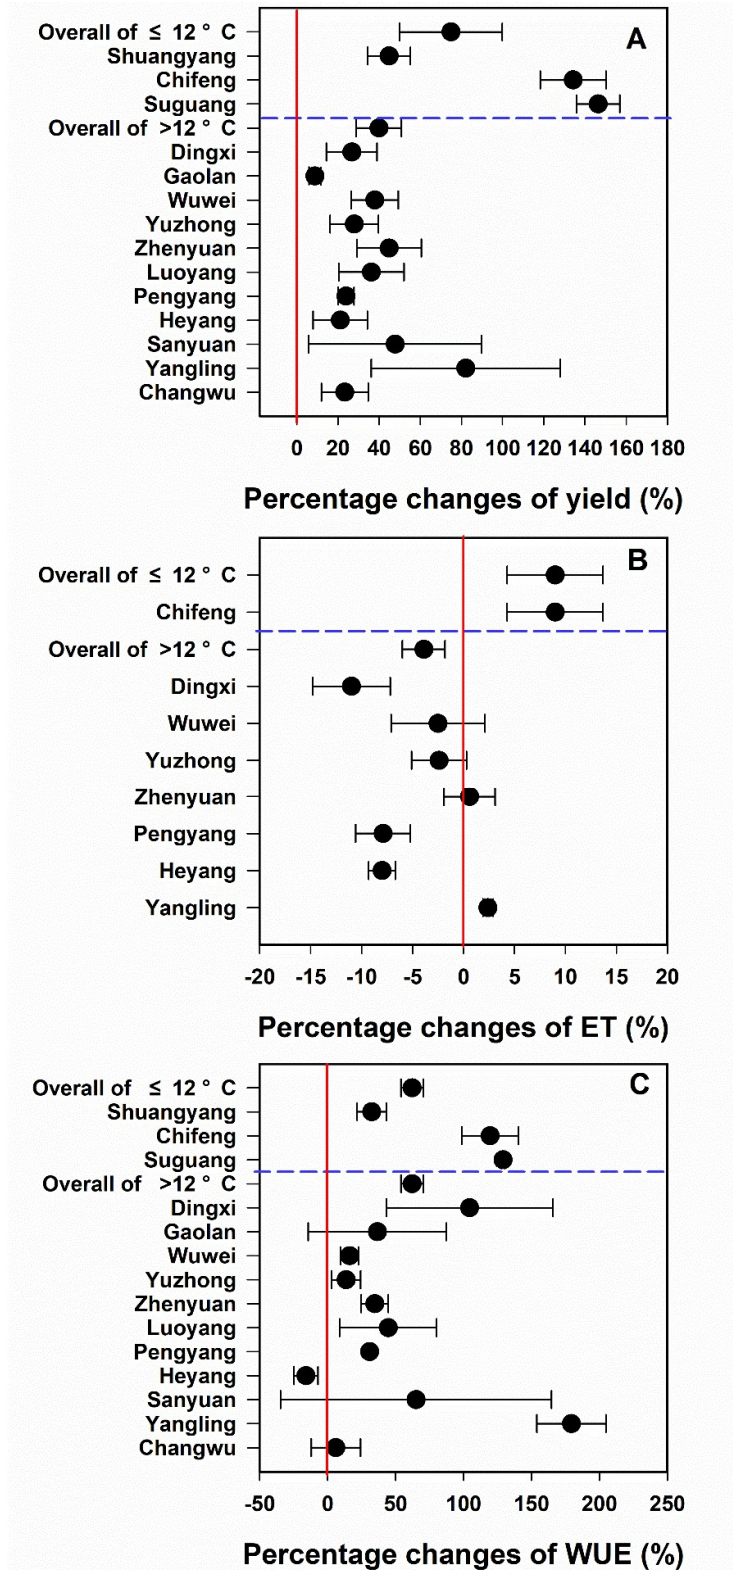 A
Overall of ≤ 12 ° C
Shuangyang
Chifeng
Suguang
Overall of >12 ° C
Dingxi
Gaolan
Wuwei
Yuzhong
Zhenyuan
Luoyang
Pengyang
Heyang
Sanyuan
Yangling
Changwu
0 20 40 60 80 100 120 140 160 180
Percentage changes of yield (%)
B
Overall of ≤ 12 ° C
Chifeng
Overall of >12 ° C
Dingxi
Wuwei
Yuzhong
Zhenyuan
Pengyang
Heyang
Yangling
-20 -15 -10 -5 0 5 10 15 20
Percentage changes of ET (%)
C
Overall of ≤ 12 ° C
Shuangyang
Chifeng
Suguang
Overall of >12 ° C
Dingxi
Gaolan
Wuwei
Yuzhong
Zhenyuan
Luoyang
Pengyang
Heyang
Sanyuan
Yangling
Changwu
-50 0 50 100 150 200 250
Percentage changes of WUE (%)